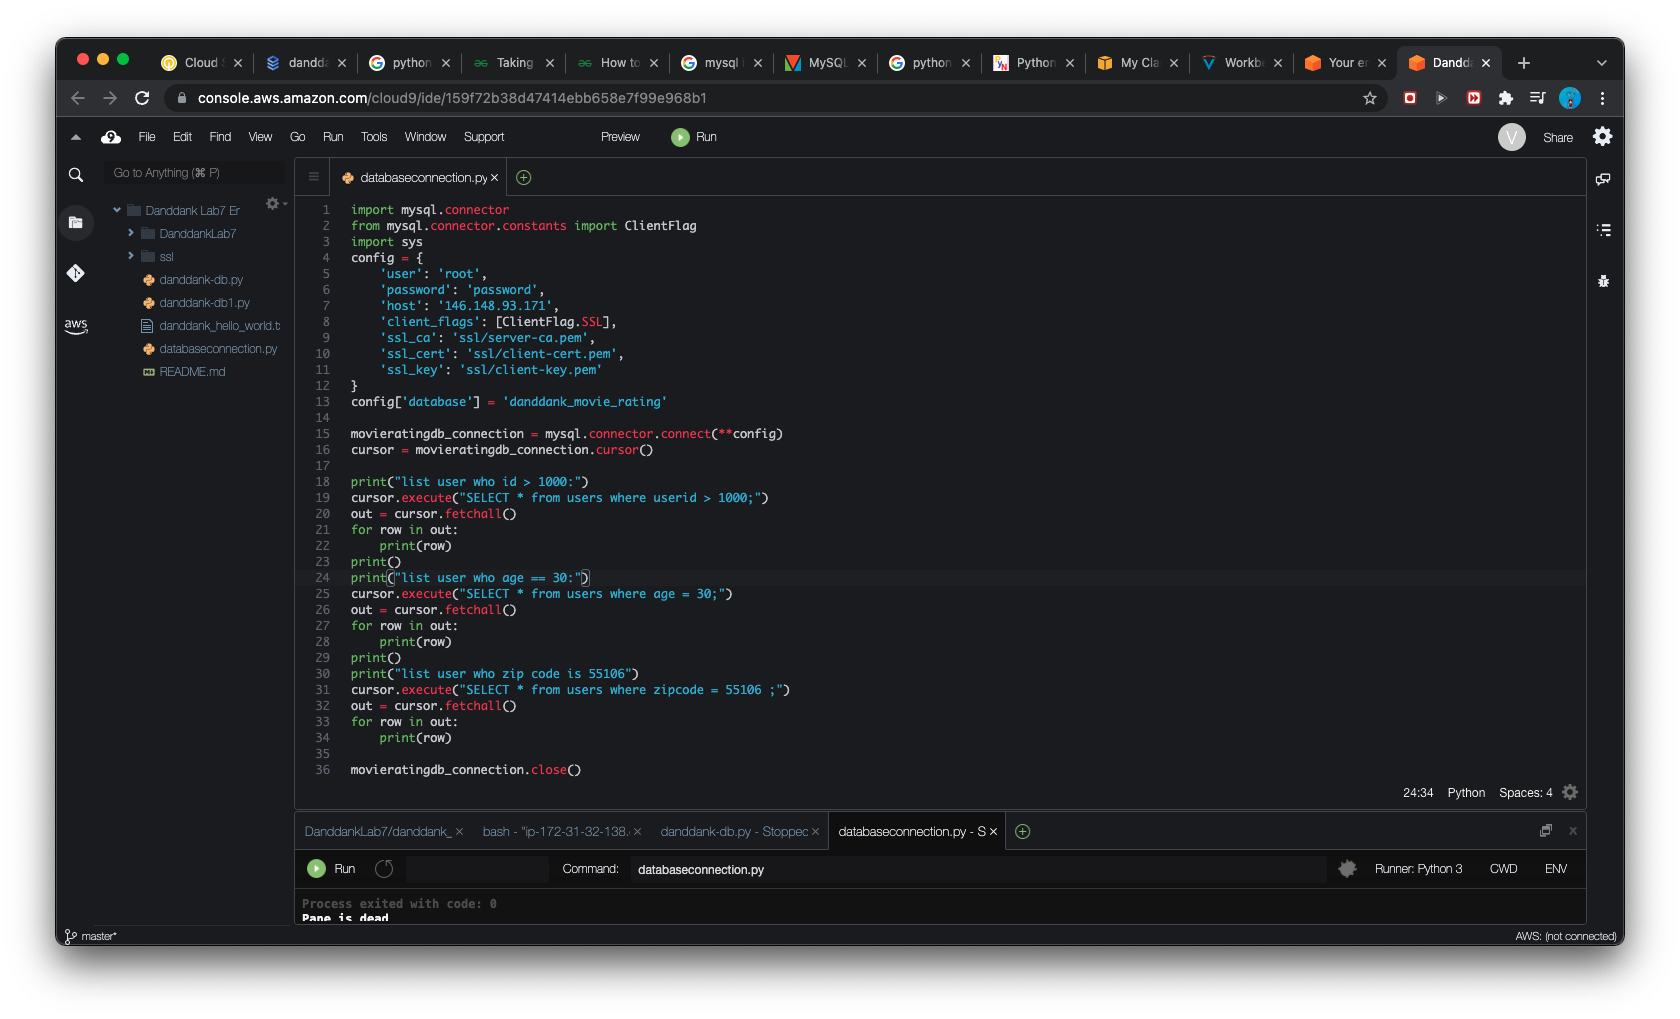 Cloud
dandda
python
Taking
How to
mysql
MySQL
python
Python
My Cla
Workbe
Your en
Dandda
console.aws.amazon.com/cloud9/ide/159f72b38d47414ebb658e7f99e968b1
9 File Edit Find View Go Run Tools Window Support Preview Run V Share
Go to Anything (⌘ P)
databaseconnection.py
Danddank Lab7 Er
DanddankLab7
ssl
danddank-db.py
danddank-db1.py
danddank_hello_world.t
databaseconnection.py
README.md
aws
1 import mysql.connector
2 from mysql.connector.constants import ClientFlag
3 import sys
4 config = {
5 'user': 'root',
6 'password': 'password',
7 'host': '146.148.93.171',
8 'client_flags': [ClientFlag.SSL],
9 'ssl_ca': 'ssl/server-ca.pem',
10 'ssl_cert': 'ssl/client-cert.pem',
11 'ssl_key': 'ssl/client-key.pem'
12 }
13 config['database'] = 'danddank_movie_rating'
14
15 movieratingdb_connection = mysql.connector.connect(**config)
16 cursor = movieratingdb_connection.cursor()
17
18 print("list user who id > 1000:")
19 cursor.execute("SELECT * from users where userid > 1000;")
20 out = cursor.fetchall()
21 for row in out:
22 print(row)
23 print()
24 print("list user who age == 30:")
25 cursor.execute("SELECT * from users where age = 30;")
26 out = cursor.fetchall()
27 for row in out:
28 print(row)
29 print()
30 print("list user who zip code is 55106")
31 cursor.execute("SELECT * from users where zipcode = 55106 ;")
32 out = cursor.fetchall()
33 for row in out:
34 print(row)
35
36 movieratingdb_connection.close()
24:34 Python Spaces: 4
DanddankLab7/danddank_
bash - "ip-172-31-32-138.
danddank-db.py - Stopped
databaseconnection.py - S
Run Command: databaseconnection.py Runner: Python 3 CWD ENV
Process exited with code: 0
Pane is dead
master* AWS: (not connected)